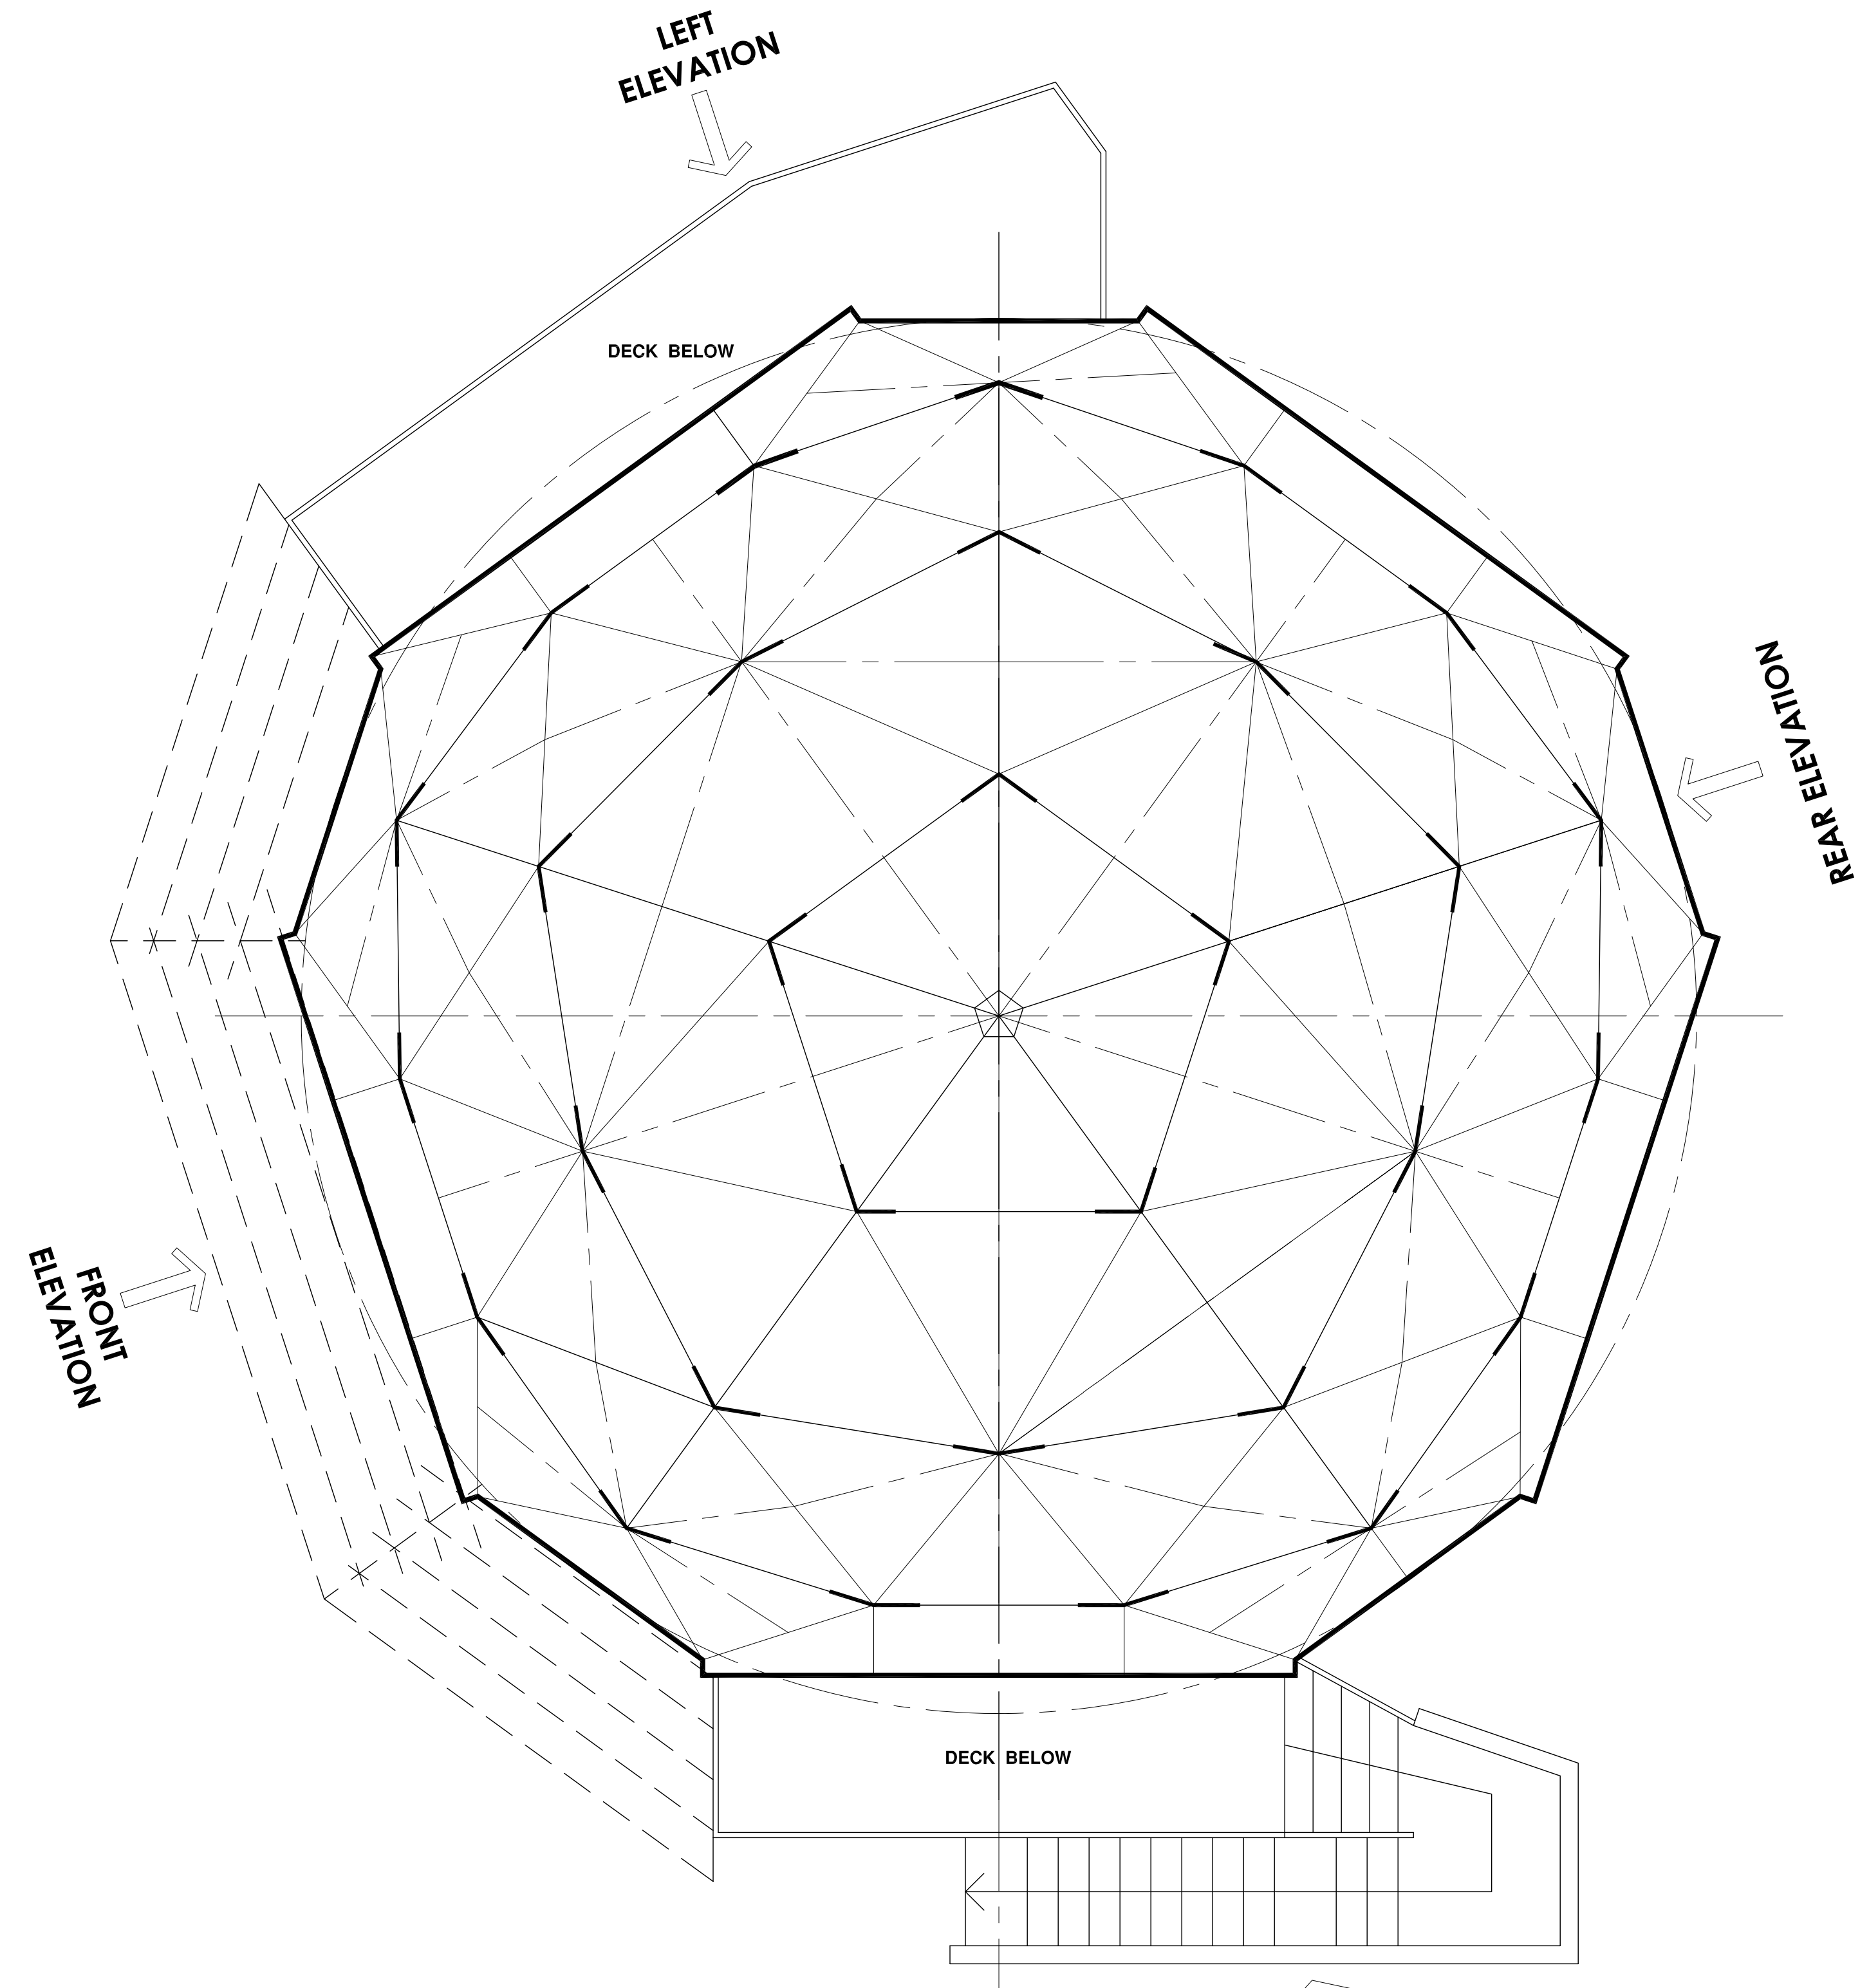 LEFT
ELEVATION
DECK BELOW
REAR ELEVATION
FRONT
ELEVATION
DECK BELOW